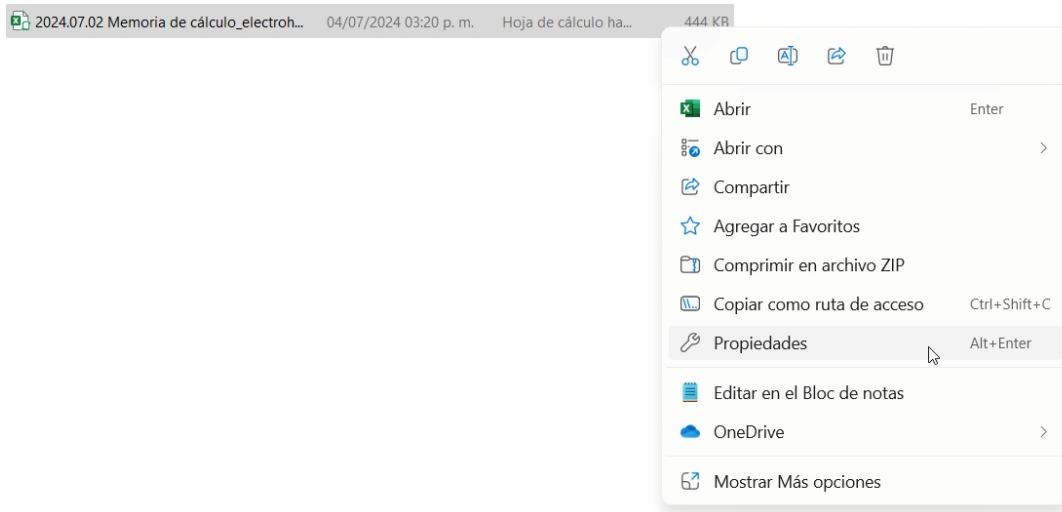 2024.07.02 Memoria de cálculo_electroh... 04/07/2024 03:20 p. m. Hoja de cálculo ha... 444 KB
Abrir Enter
Abrir con
Compartir
Agregar a Favoritos
Comprimir en archivo ZIP
Copiar como ruta de acceso Ctrl+Shift+C
Propiedades Alt+Enter
Editar en el Bloc de notas
OneDrive
Mostrar Más opciones